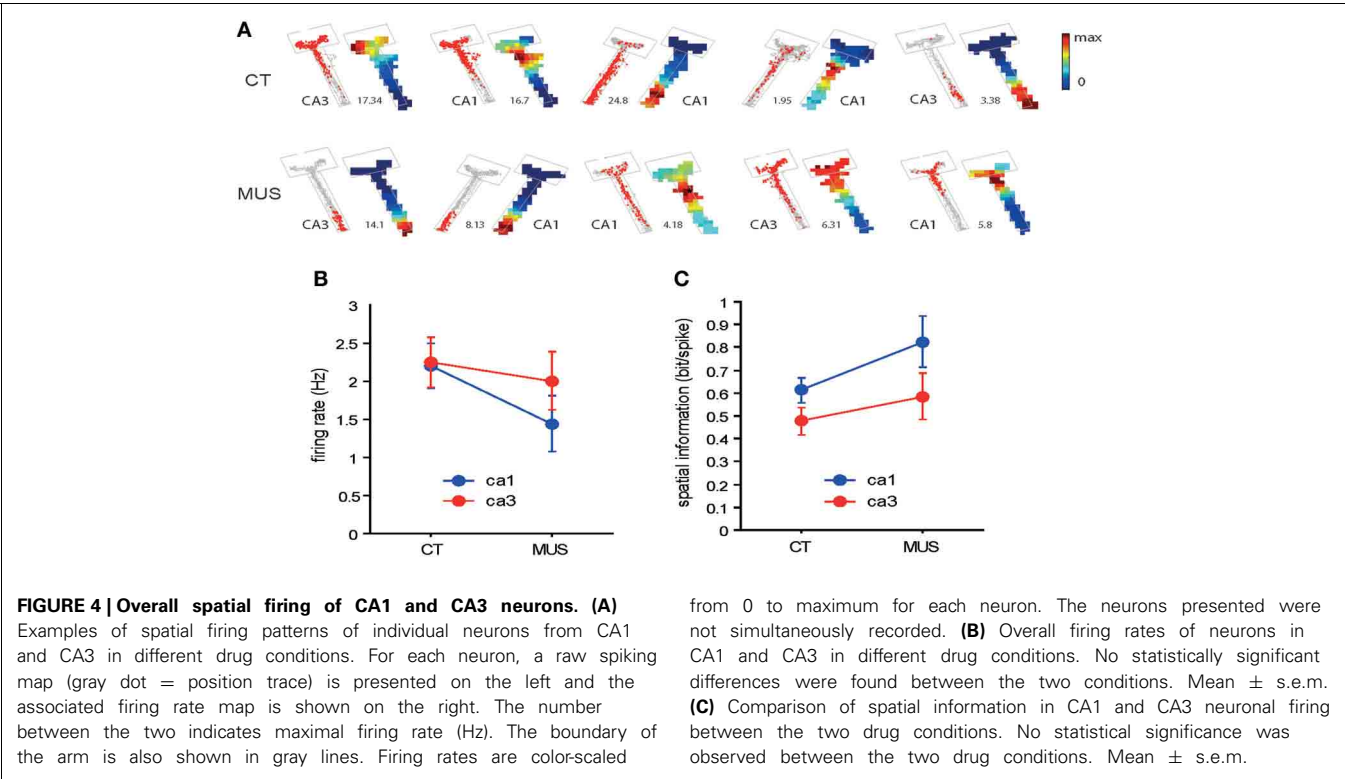 A
CT
CA3 17.34
CA1 16.7
24.8 CA1
1.95 CA1
CA3 3.38
max
0
MUS
CA3 14.1
8.13 CA1
CA1 4.18
CA3 6.31
CA1 5.8
B
firing rate (Hz)
3
2.5
2
1.5
1
0.5
0
ca1
ca3
CT MUS
C
spatial information (bit/spike)
1
0.9
0.8
0.7
0.6
0.5
0.4
0.3
0.2
0.1
0
ca1
ca3
CT MUS
FIGURE 4 | Overall spatial firing of CA1 and CA3 neurons. (A)
Examples of spatial firing patterns of individual neurons from CA1
and CA3 in different drug conditions. For each neuron, a raw spiking
map (gray dot = position trace) is presented on the left and the
associated firing rate map is shown on the right. The number
between the two indicates maximal firing rate (Hz). The boundary of
the arm is also shown in gray lines. Firing rates are color-scaled
from 0 to maximum for each neuron. The neurons presented were
not simultaneously recorded. (B) Overall firing rates of neurons in
CA1 and CA3 in different drug conditions. No statistically significant
differences were found between the two conditions. Mean ± s.e.m.
(C) Comparison of spatial information in CA1 and CA3 neuronal firing
between the two drug conditions. No statistical significance was
observed between the two drug conditions. Mean ± s.e.m.